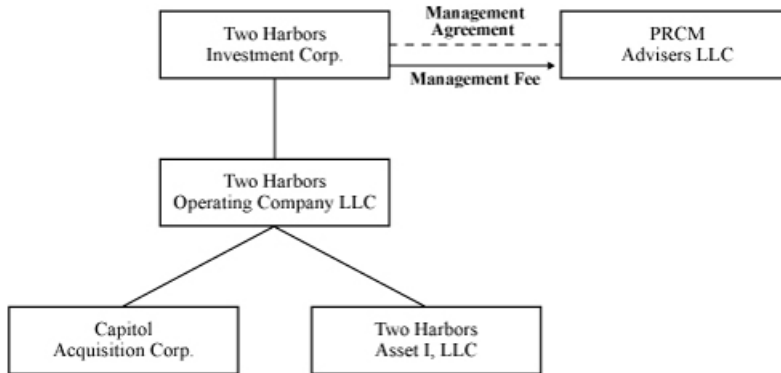 Two Harbors
Investment Corp.
Management
Agreement
Management Fee
PRCM
Advisers LLC
Two Harbors
Operating Company LLC
Capitol
Acquisition Corp.
Two Harbors
Asset I, LLC